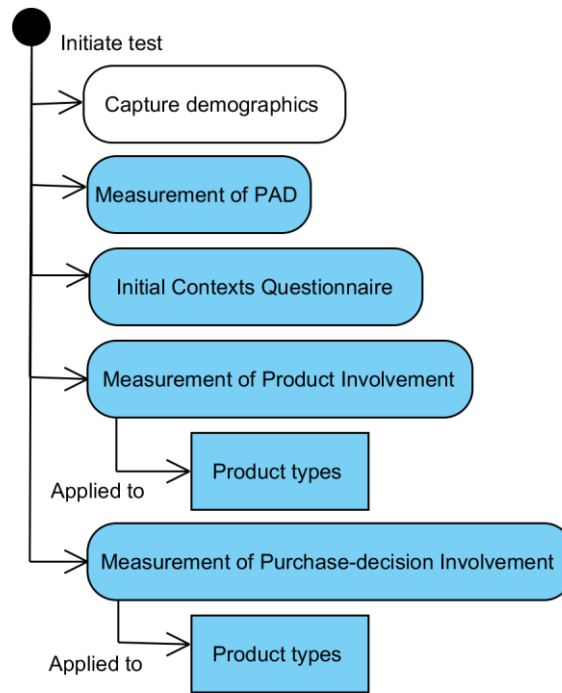 Initiate test
Capture demographics
Measurement of PAD
Initial Contexts Questionnaire
Measurement of Product Involvement
Product types
Applied to
Measurement of Purchase-decision Involvement
Product types
Applied to